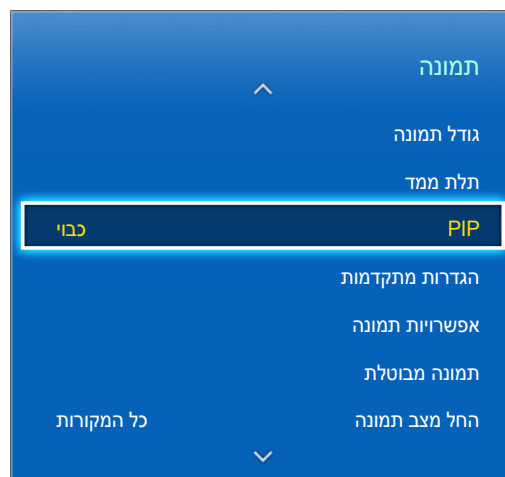 תמונה
גודל תמונה
תלת ממד
PIP כבוי
הגדרות מתקדמות
אפשרויות תמונה
תמונה מבוטלת
החל מצב תמונה כל המקורות